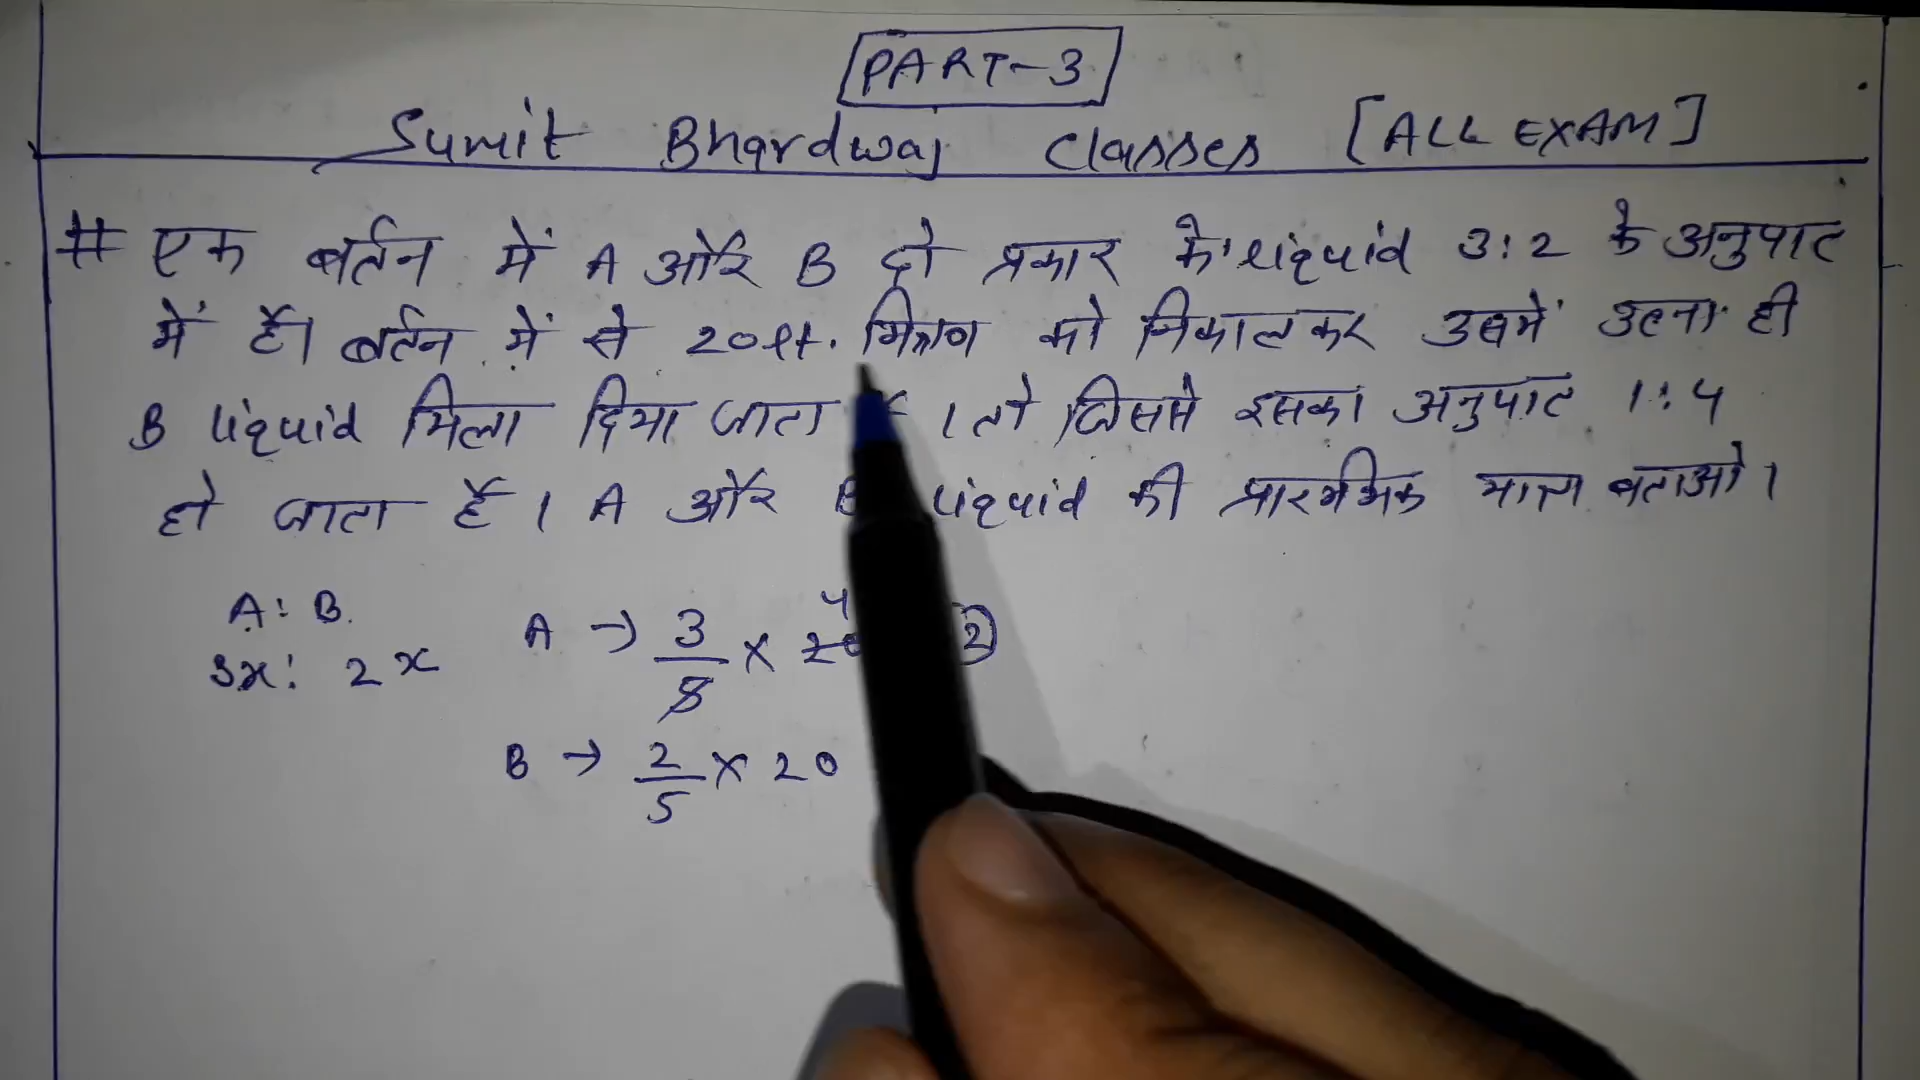 PART-3
Sumit Bhardwaj Classes [ALL EXAM]
# एक बर्तन में A और B दो प्रकार के liquid 3:2 के अनुपात
में हैं। बर्तन में से 20 lt. मिश्रण को निकालकर उसमें उतना ही
B liquid मिला दिया जाता । तो जिससे इसका अनुपात 1:4
हो जाता है। A और B liquid की प्रारम्भिक मात्रा बताओ।
A : B
3x : 2x
A → 3/5 × 20 4
B → 2/5 × 20